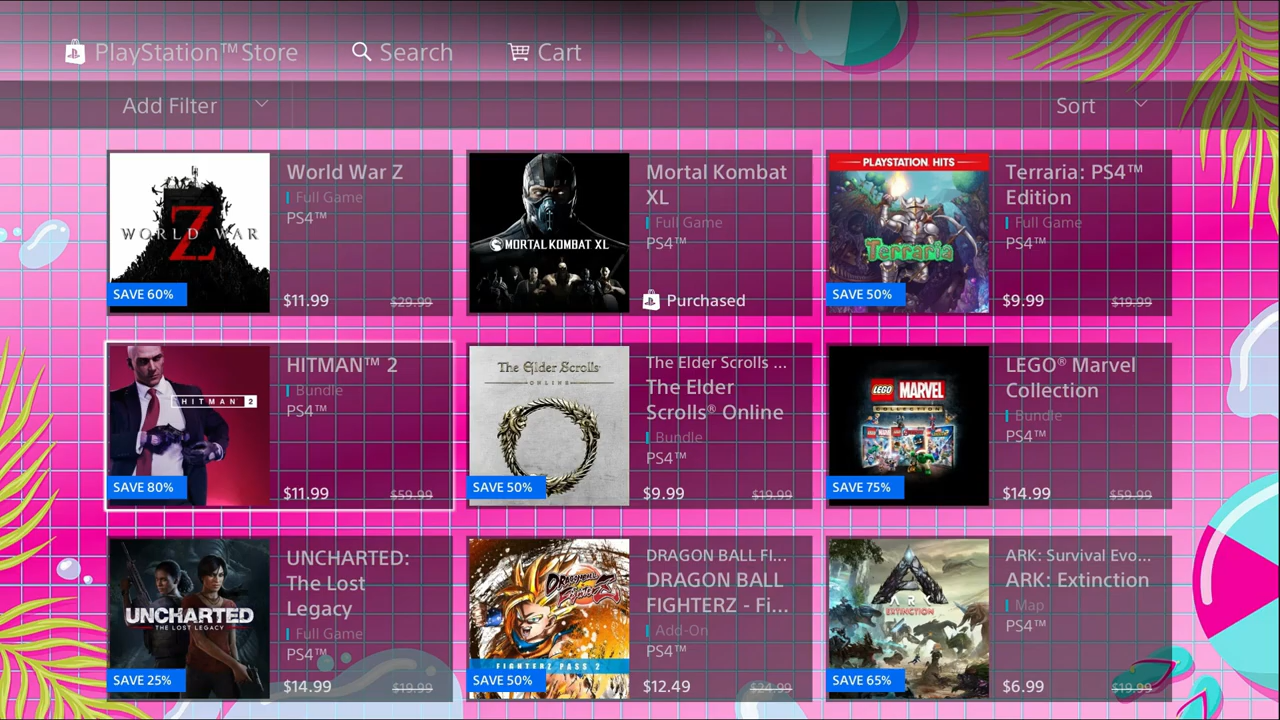 PlayStation™Store
Search
Cart
Add Filter
Sort
WORLD WAR
Z
SAVE 60%
World War Z
Full Game
PS4™
$11.99
$29.99
MORTAL KOMBAT XL
Mortal Kombat
XL
Full Game
PS4™
Purchased
PLAYSTATION HITS
Terraria
SAVE 50%
Terraria: PS4™
Edition
Full Game
PS4™
$9.99
$19.99
HITMAN 2
SAVE 80%
HITMAN™ 2
Bundle
PS4™
$11.99
$59.99
The Elder Scrolls
ONLINE
SAVE 50%
The Elder Scrolls ...
The Elder
Scrolls® Online
Bundle
PS4™
$9.99
$19.99
LEGO MARVEL
COLLECTION
SAVE 75%
LEGO® Marvel
Collection
Bundle
PS4™
$14.99
$59.99
UNCHARTED
THE LOST LEGACY
SAVE 25%
UNCHARTED:
The Lost
Legacy
Full Game
PS4™
$14.99
$19.99
DRAGONBALL
FIGHTERZ
FIGHTERZ PASS 2
SAVE 50%
DRAGON BALL FI...
DRAGON BALL
FIGHTERZ - Fi...
Add-On
PS4™
$12.49
$24.99
EXTINCTION
SAVE 65%
ARK: Survival Evo...
ARK: Extinction
Map
PS4™
$6.99
$19.99